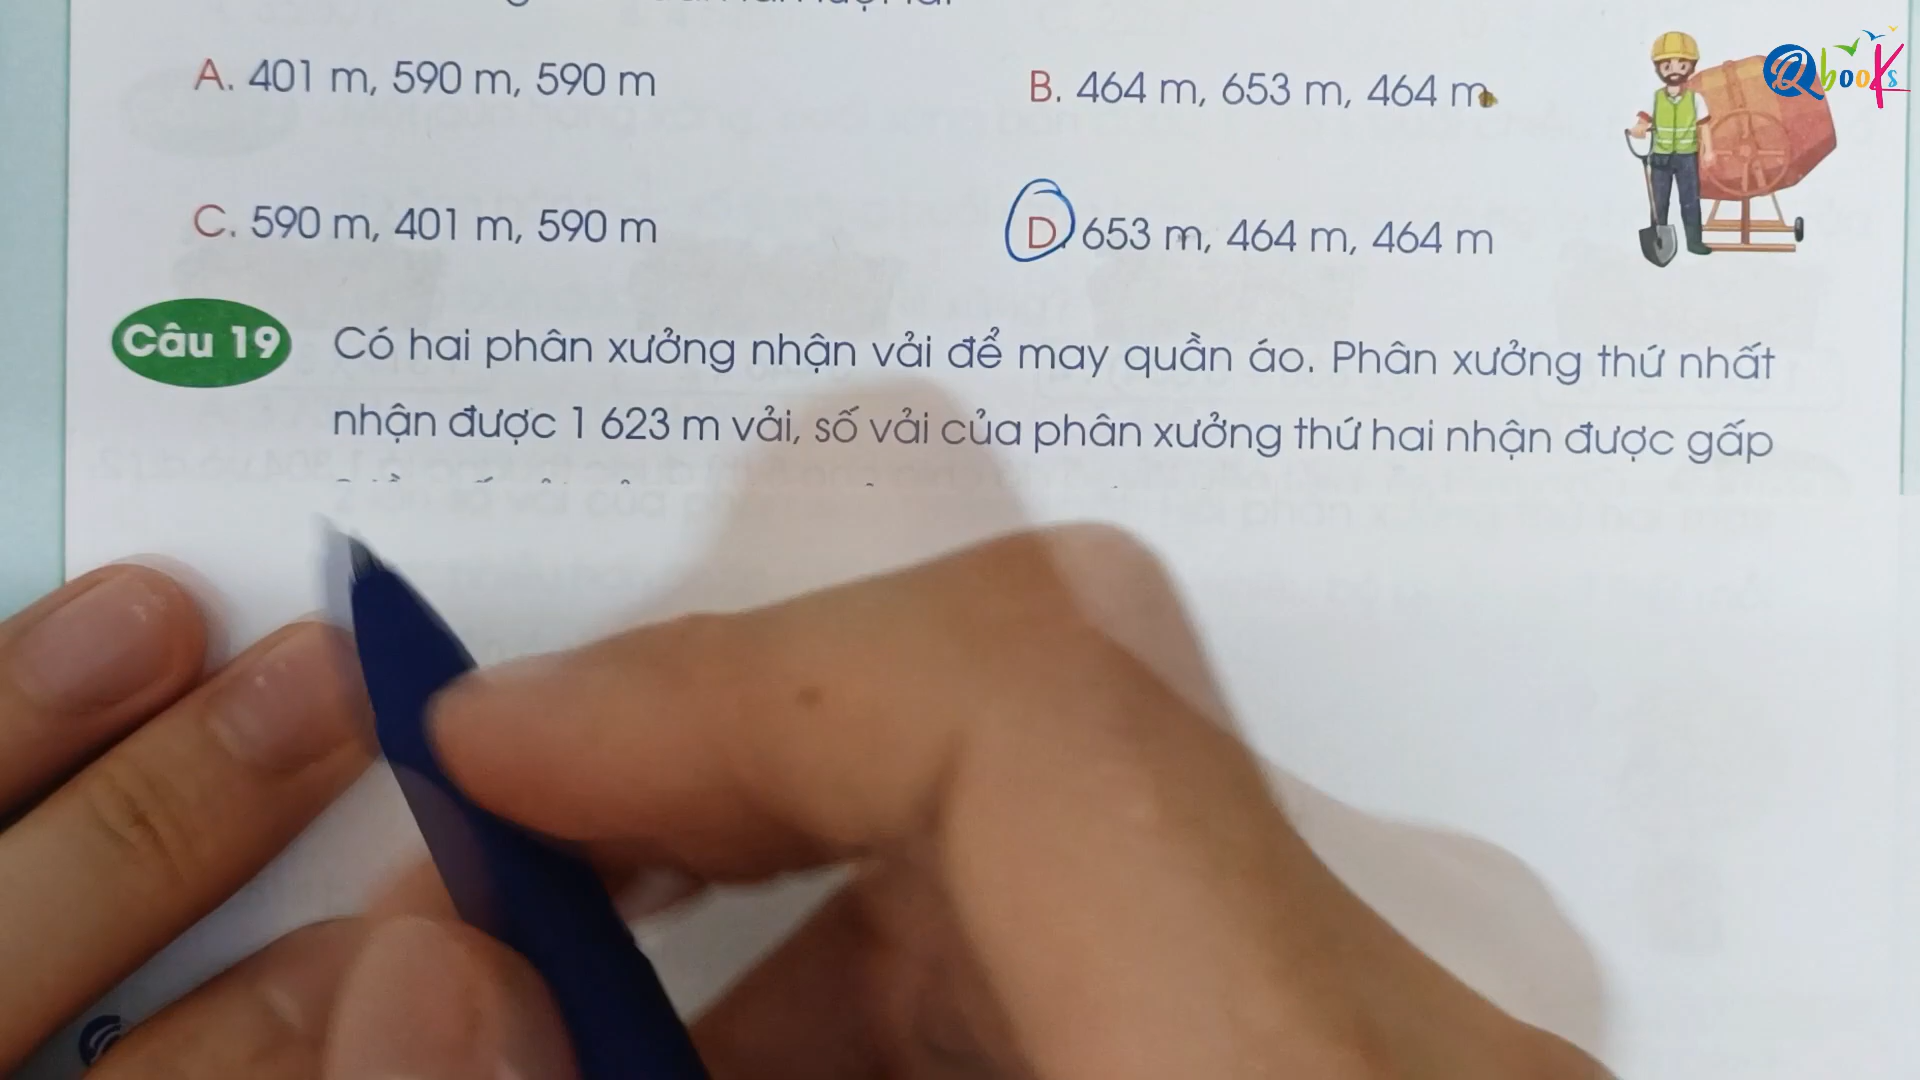 Qbooks
A. 401 m, 590 m, 590 m
B. 464 m, 653 m, 464 m
C. 590 m, 401 m, 590 m
D. 653 m, 464 m, 464 m
Câu 19 Có hai phân xưởng nhận vải để may quần áo. Phân xưởng thứ nhất
nhận được 1 623 m vải, số vải của phân xưởng thứ hai nhận được gấp